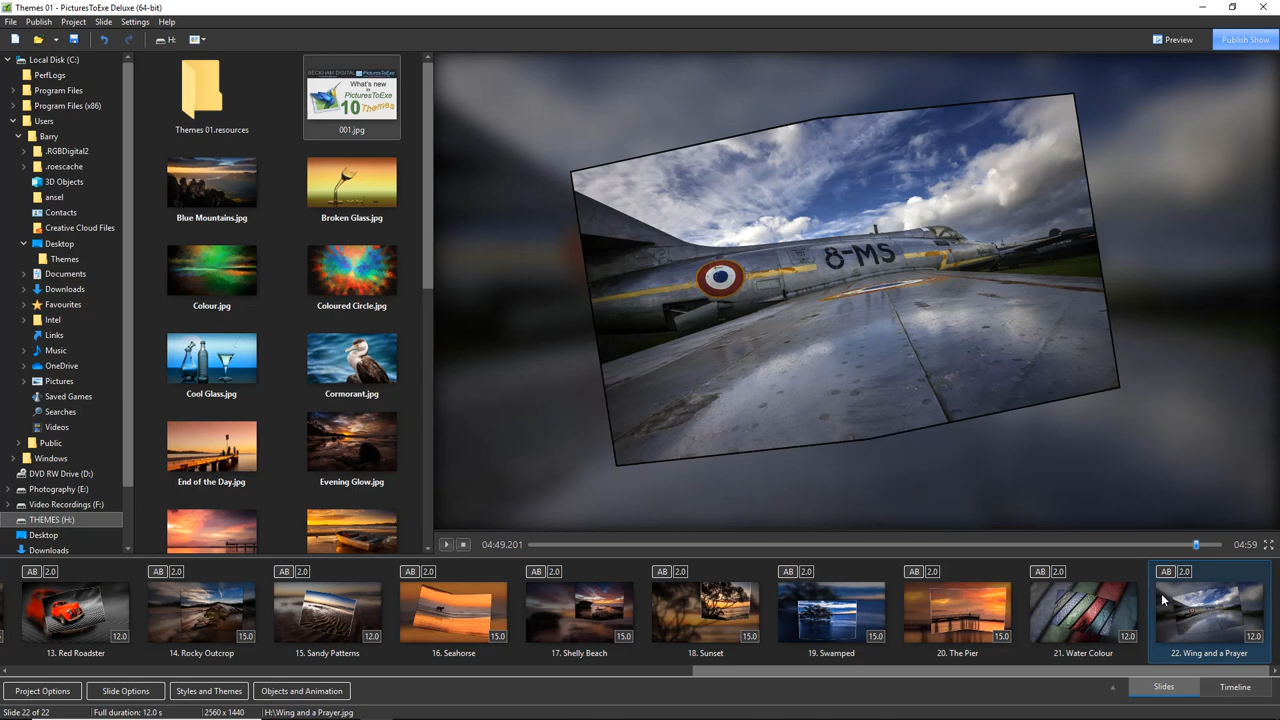 Themes 01 - PicturesToExe Deluxe (64-bit)
File Publish Project Slide Settings Help
H: Preview Publish Show
Local Disk (C:)
PerfLogs
Program Files
Program Files (x86)
Users
Barry
.RGBDigital2
.roescache
3D Objects
ansel
Contacts
Creative Cloud Files
Desktop
Themes
Documents
Downloads
Favourites
Intel
Links
Music
OneDrive
Pictures
Saved Games
Searches
Videos
Public
Windows
DVD RW Drive (D:)
Photography (E:)
Video Recordings (F:)
THEMES (H:)
Desktop
Downloads
BECKHAM DIGITAL PicturesToExe
What's new
in
PicturesToExe
10 Themes
Themes 01.resources 001.jpg
Blue Mountains.jpg Broken Glass.jpg
Colour.jpg Coloured Circle.jpg
Cool Glass.jpg Cormorant.jpg
End of the Day.jpg Evening Glow.jpg
8-MS
04:49.201 04:59
AB 2.0 AB 2.0 AB 2.0 AB 2.0 AB 2.0 AB 2.0 AB 2.0 AB 2.0 AB 2.0 AB 2.0
12.0 15.0 12.0 15.0 15.0 15.0 15.0 15.0 12.0 12.0
13. Red Roadster 14. Rocky Outcrop 15. Sandy Patterns 16. Seahorse 17. Shelly Beach 18. Sunset 19. Swamped 20. The Pier 21. Water Colour 22. Wing and a Prayer
Project Options Slide Options Styles and Themes Objects and Animation Slides Timeline
Slide 22 of 22 Full duration: 12.0 s 2560 x 1440 H:\Wing and a Prayer.jpg